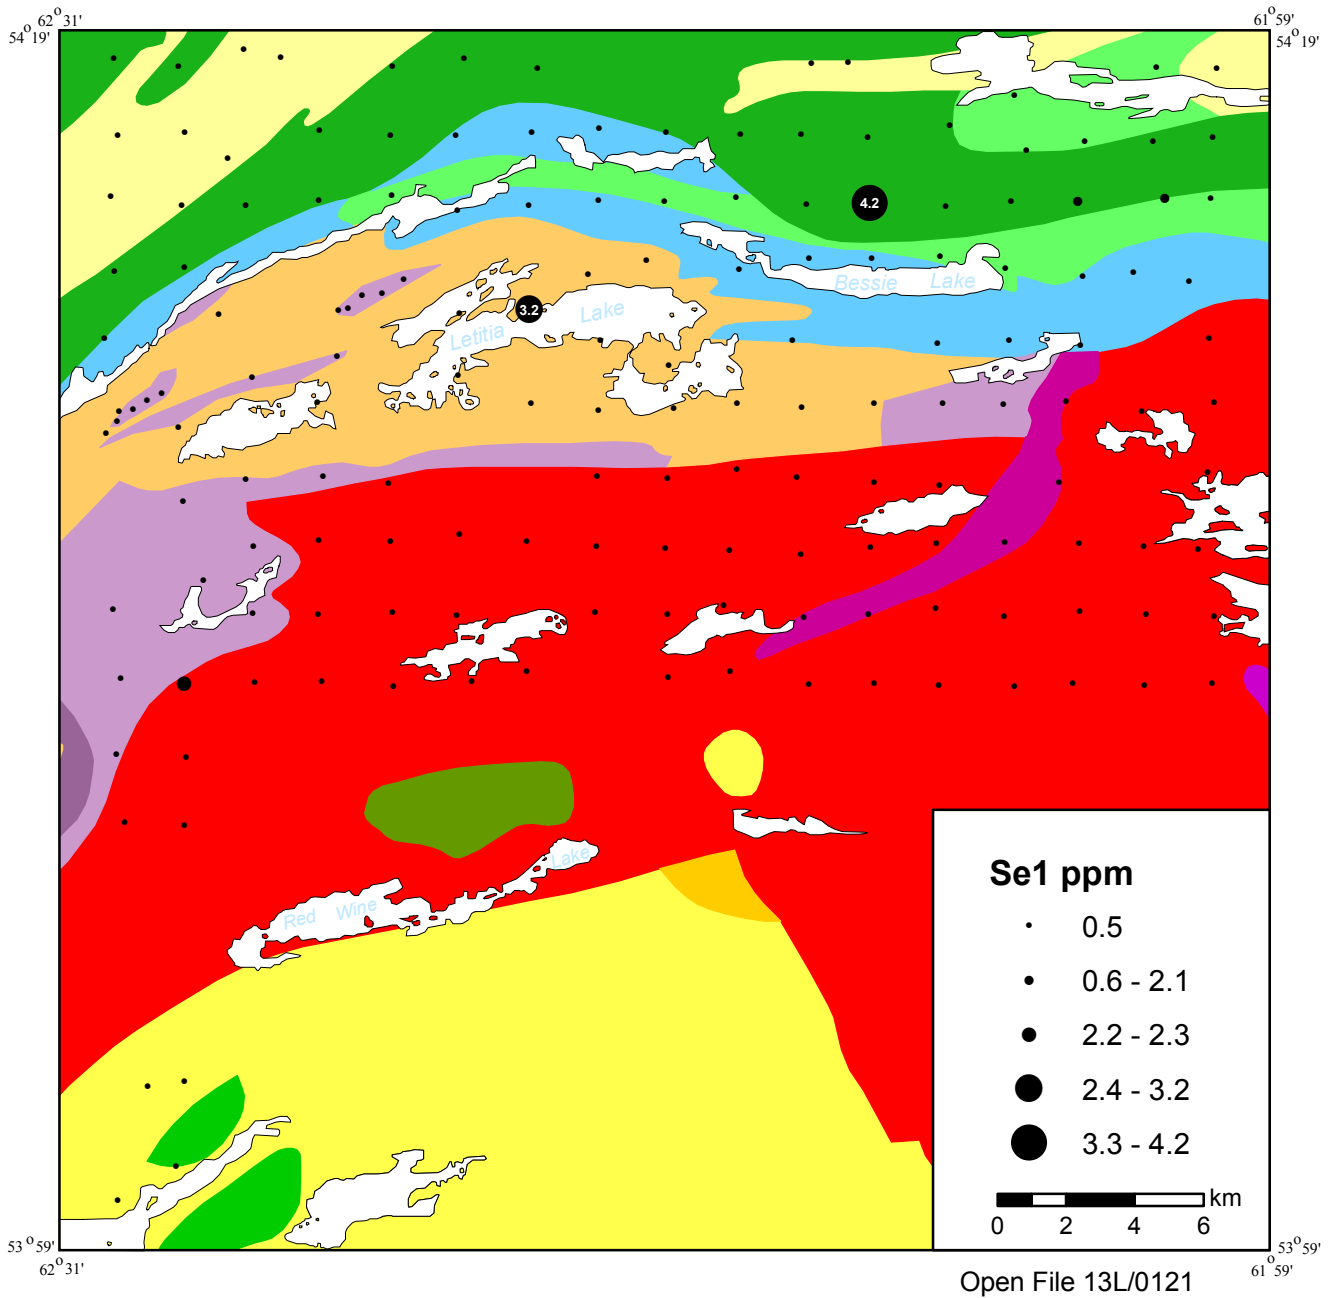 62° 31'
61° 59'
54° 19'
54° 19'
4.2
Bessie Lake
3.2
Letitia Lake
Lake
Red Wine
Se1 ppm
0.5
0.6 - 2.1
2.2 - 2.3
2.4 - 3.2
3.3 - 4.2
km
0 2 4 6
53° 59'
53° 59'
62° 31'
61° 59'
Open File 13L/0121